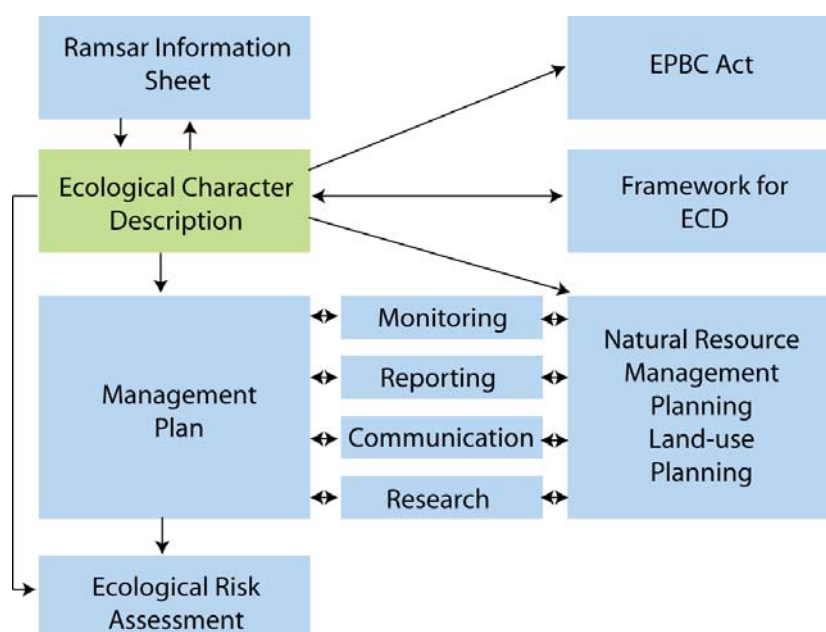 Ramsar Information
Sheet
EPBC Act
Ecological Character
Description
Framework for
ECD
Management
Plan
Monitoring
Reporting
Communication
Research
Natural Resource
Management
Planning
Land-use
Planning
Ecological Risk
Assessment